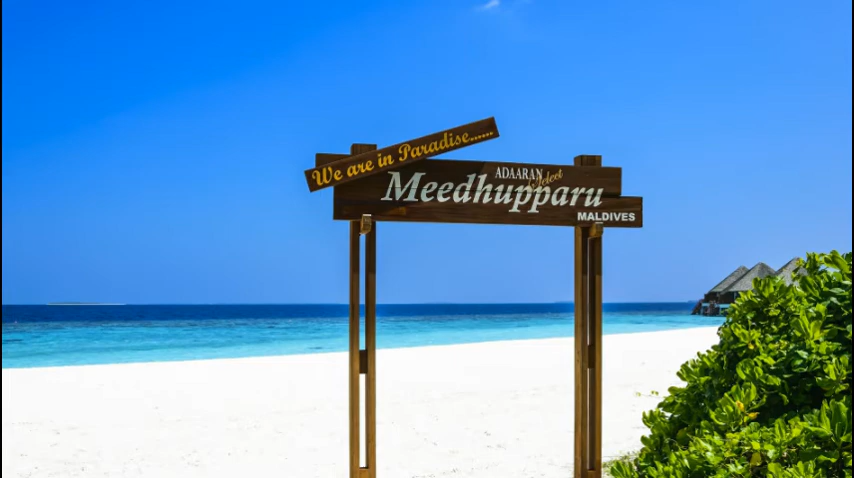 We are in Paradise......
ADAARAN
Select
Meedhupparu
MALDIVES